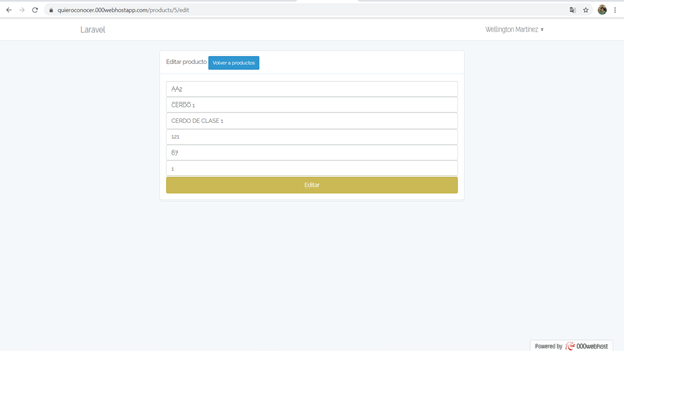 quieroconocer.000webhostapp.com/products/5/edit
Laravel
Wellington Martinez
Editar producto Volver a productos
AA2
CERDO 1
CERDO DE CLASE 1
121
67
1
Editar
Powered by 000webhost